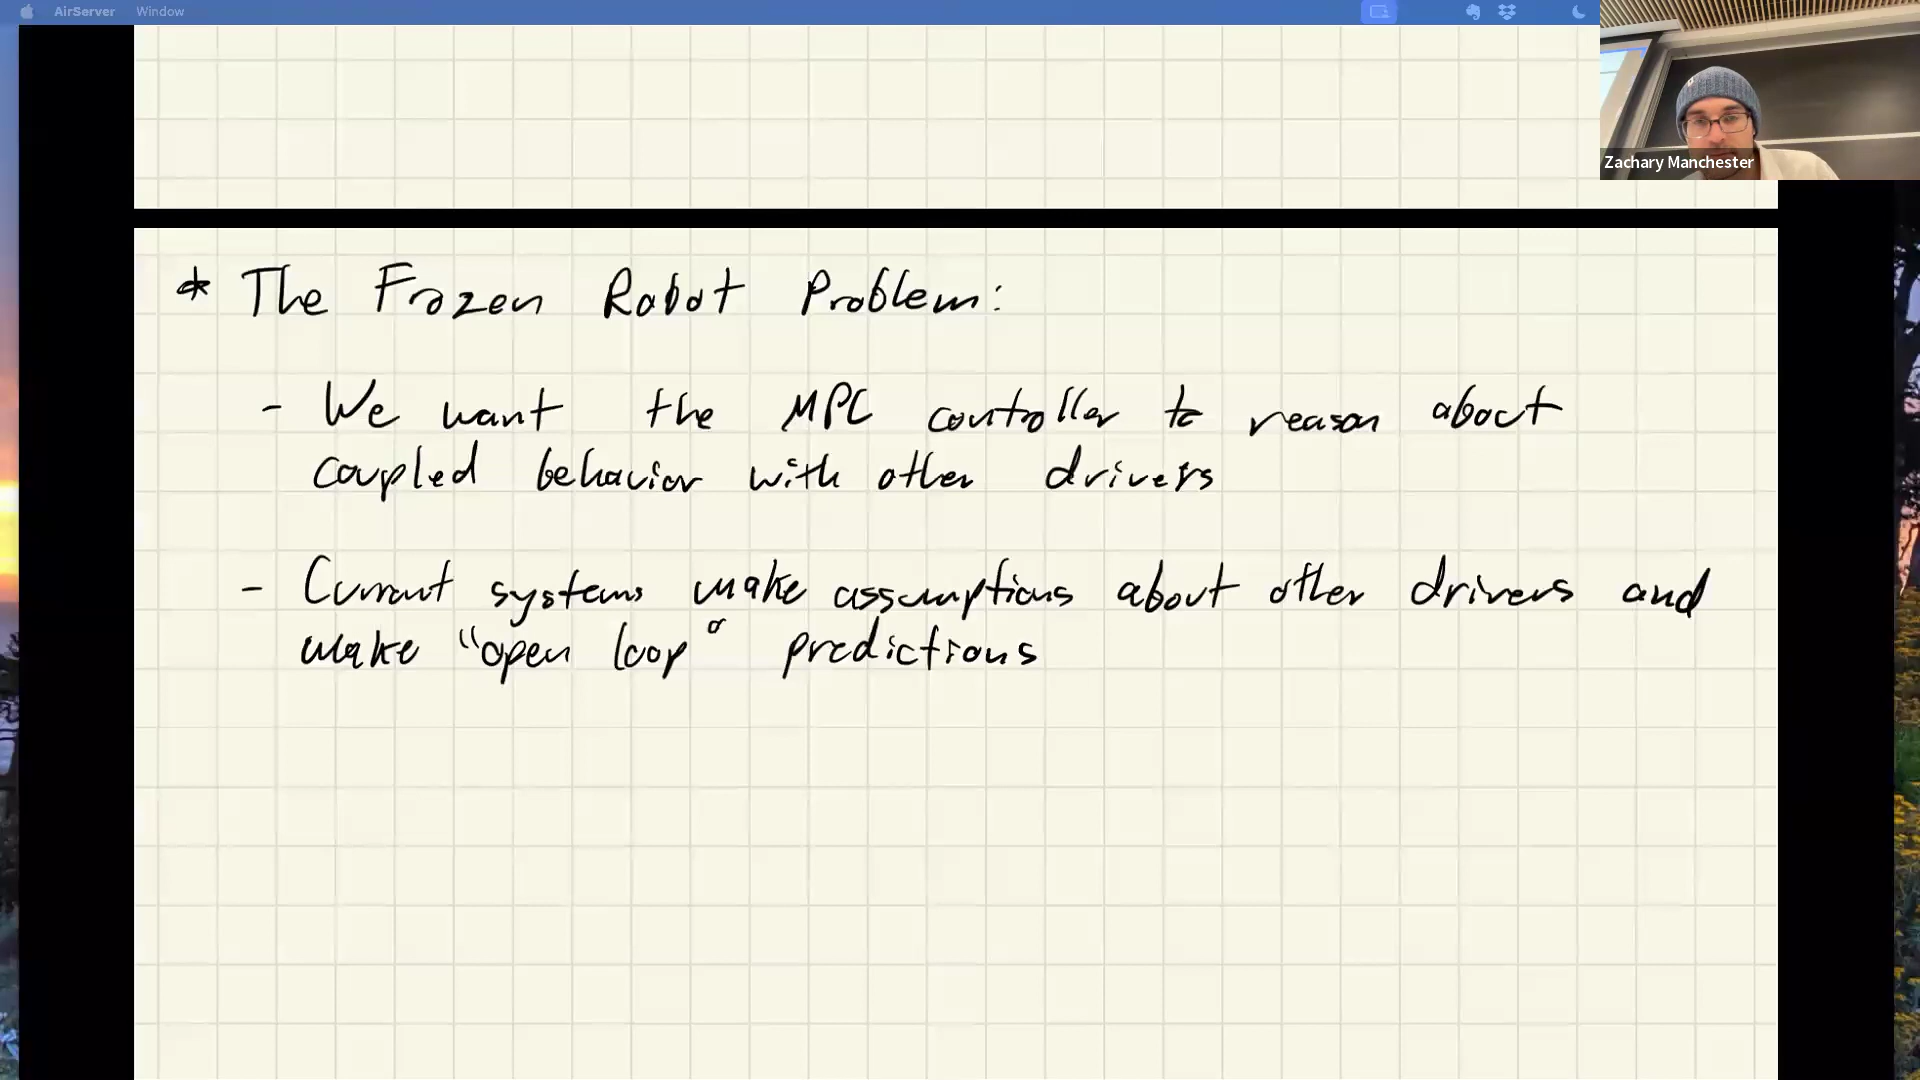 AirServer Window
Zachary Manchester
* The Frozen Robot Problem:
- We want the MPC controller to reason about
coupled behavior with other drivers
- Current systems make assumptions about other drivers and
make "open loop" predictions